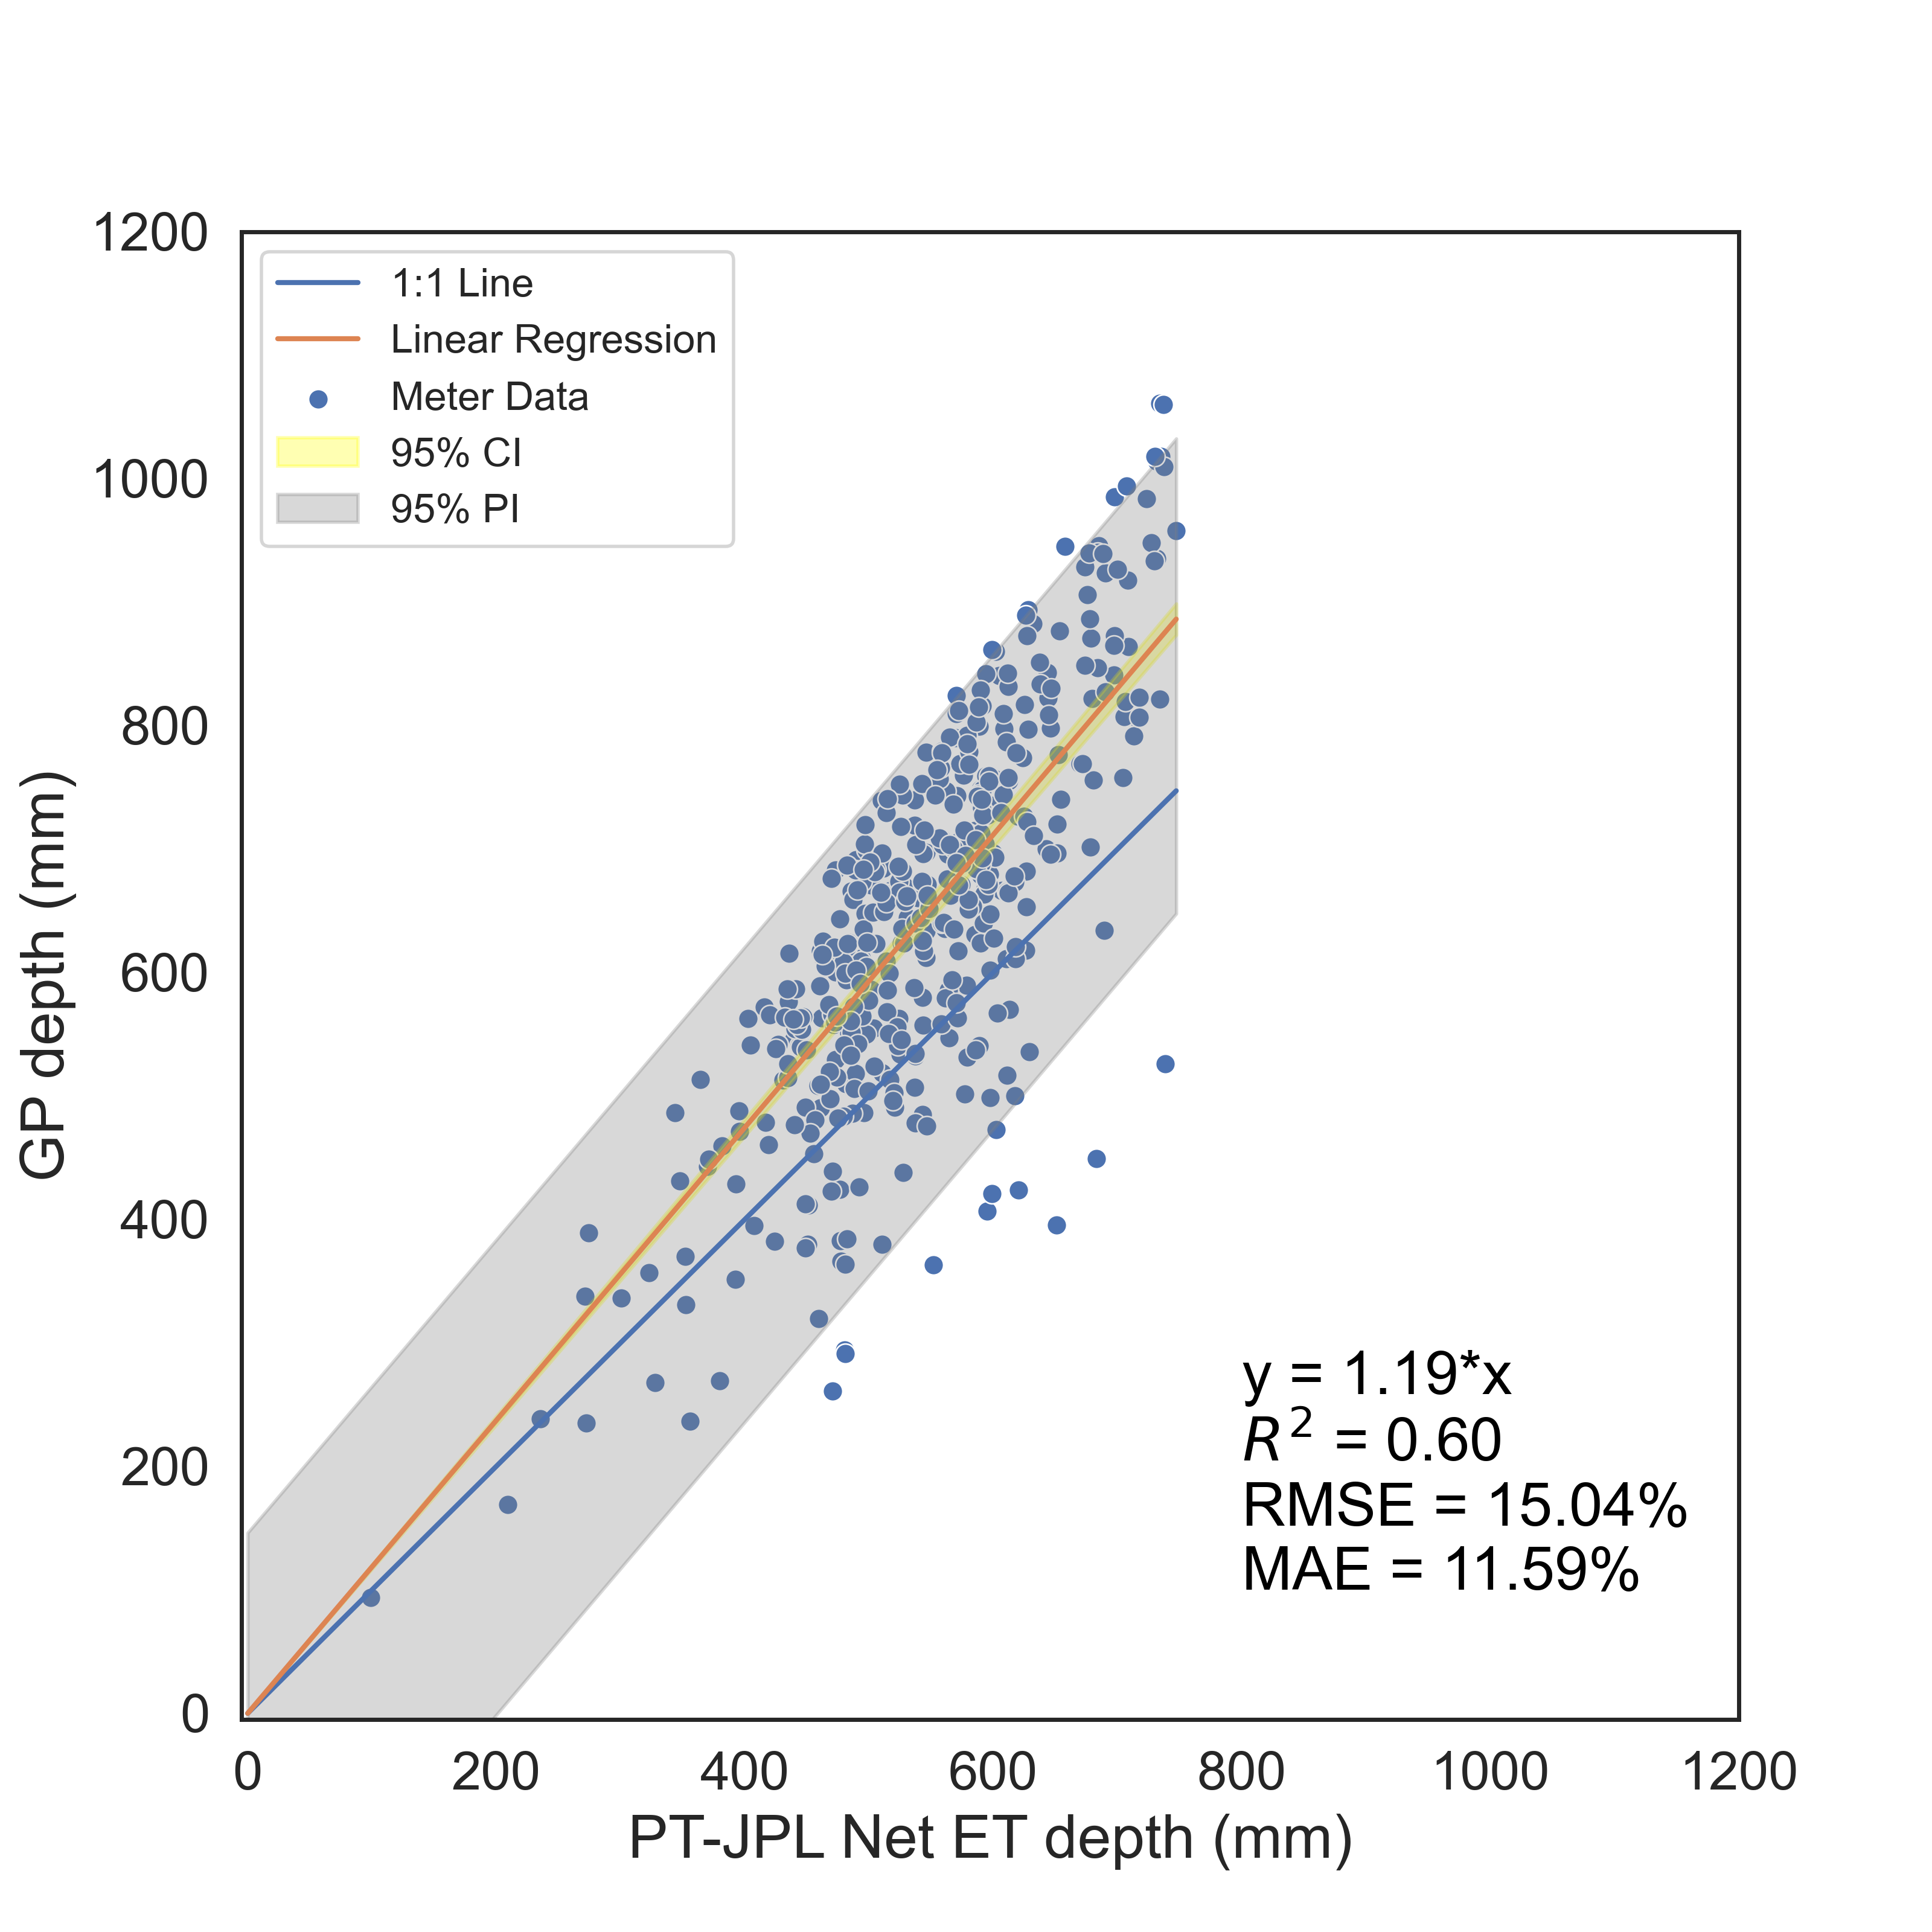 1200
1000
800
600
400
200
0
GP depth (mm)
1:1 Line
Linear Regression
Meter Data
95% CI
95% PI
y = 1.19*x
R² = 0.60
RMSE = 15.04%
MAE = 11.59%
0 200 400 600 800 1000 1200
PT-JPL Net ET depth (mm)